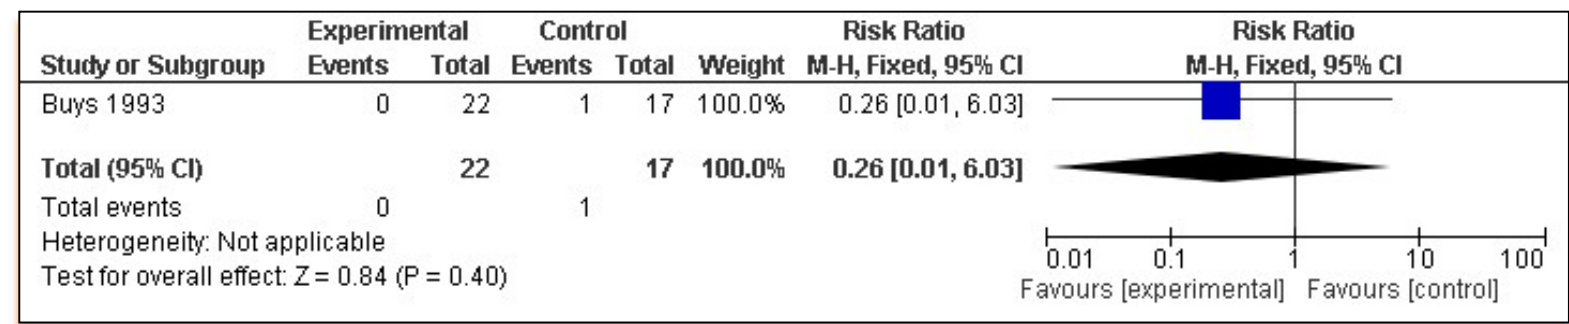 Experimental Control Risk Ratio Risk Ratio
Study or Subgroup Events Total Events Total Weight M-H, Fixed, 95% CI M-H, Fixed, 95% CI
Buys 1993 0 22 1 17 100.0% 0.26 [0.01, 6.03]
Total (95% CI) 22 17 100.0% 0.26 [0.01, 6.03]
Total events 0 1
Heterogeneity: Not applicable
Test for overall effect: Z = 0.84 (P = 0.40)
0.01 0.1 1 10 100
Favours [experimental] Favours [control]